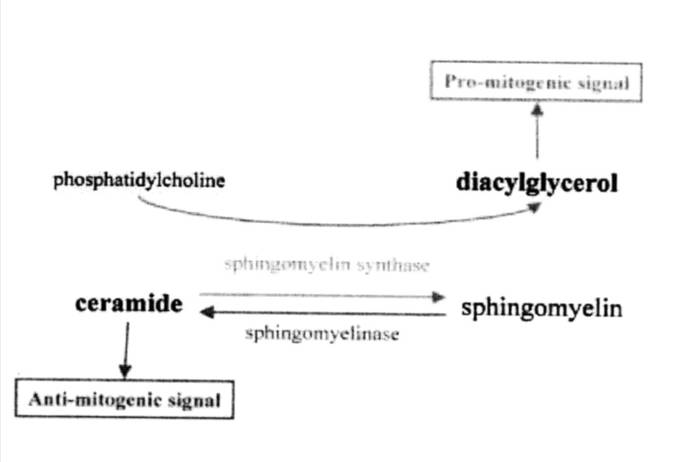 Pro-mitogenic signal
phosphatidylcholine
diacylglycerol
sphingomyelin synthase
ceramide
sphingomyelin
sphingomyelinase
Anti-mitogenic signal